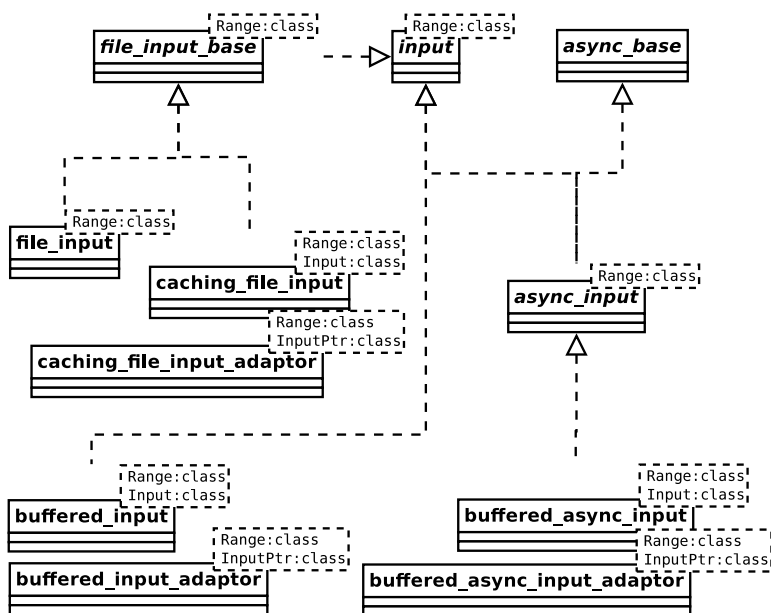 Range:class
file_input_base
Range:class
input
async_base
Range:class
file_input
Range:class
Input:class
caching_file_input
Range:class
InputPtr:class
caching_file_input_adaptor
Range:class
async_input
Range:class
Input:class
buffered_input
Range:class
InputPtr:class
buffered_input_adaptor
Range:class
Input:class
buffered_async_input
Range:class
InputPtr:class
buffered_async_input_adaptor